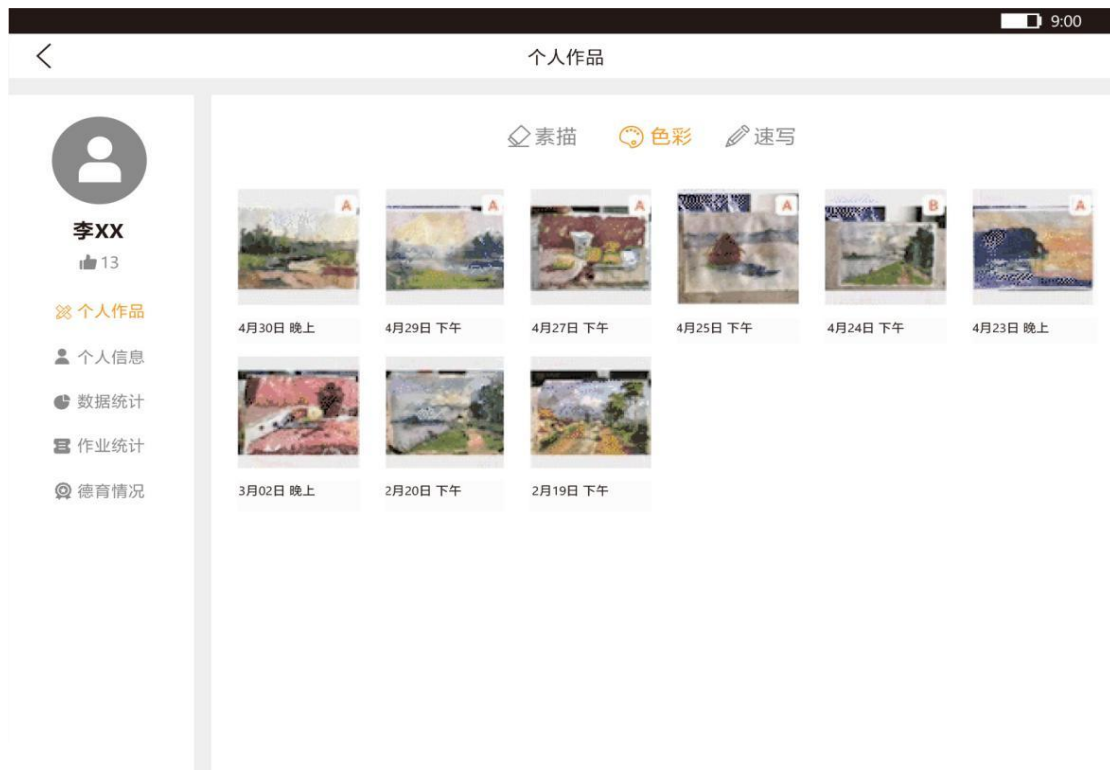 9:00
个人作品
李XX
13
个人作品
个人信息
数据统计
作业统计
德育情况
素描 色彩 速写
A A A A B A
4月30日 晚上 4月29日 下午 4月27日 下午 4月25日 下午 4月24日 下午 4月23日 晚上
3月02日 晚上 2月20日 下午 2月19日 下午